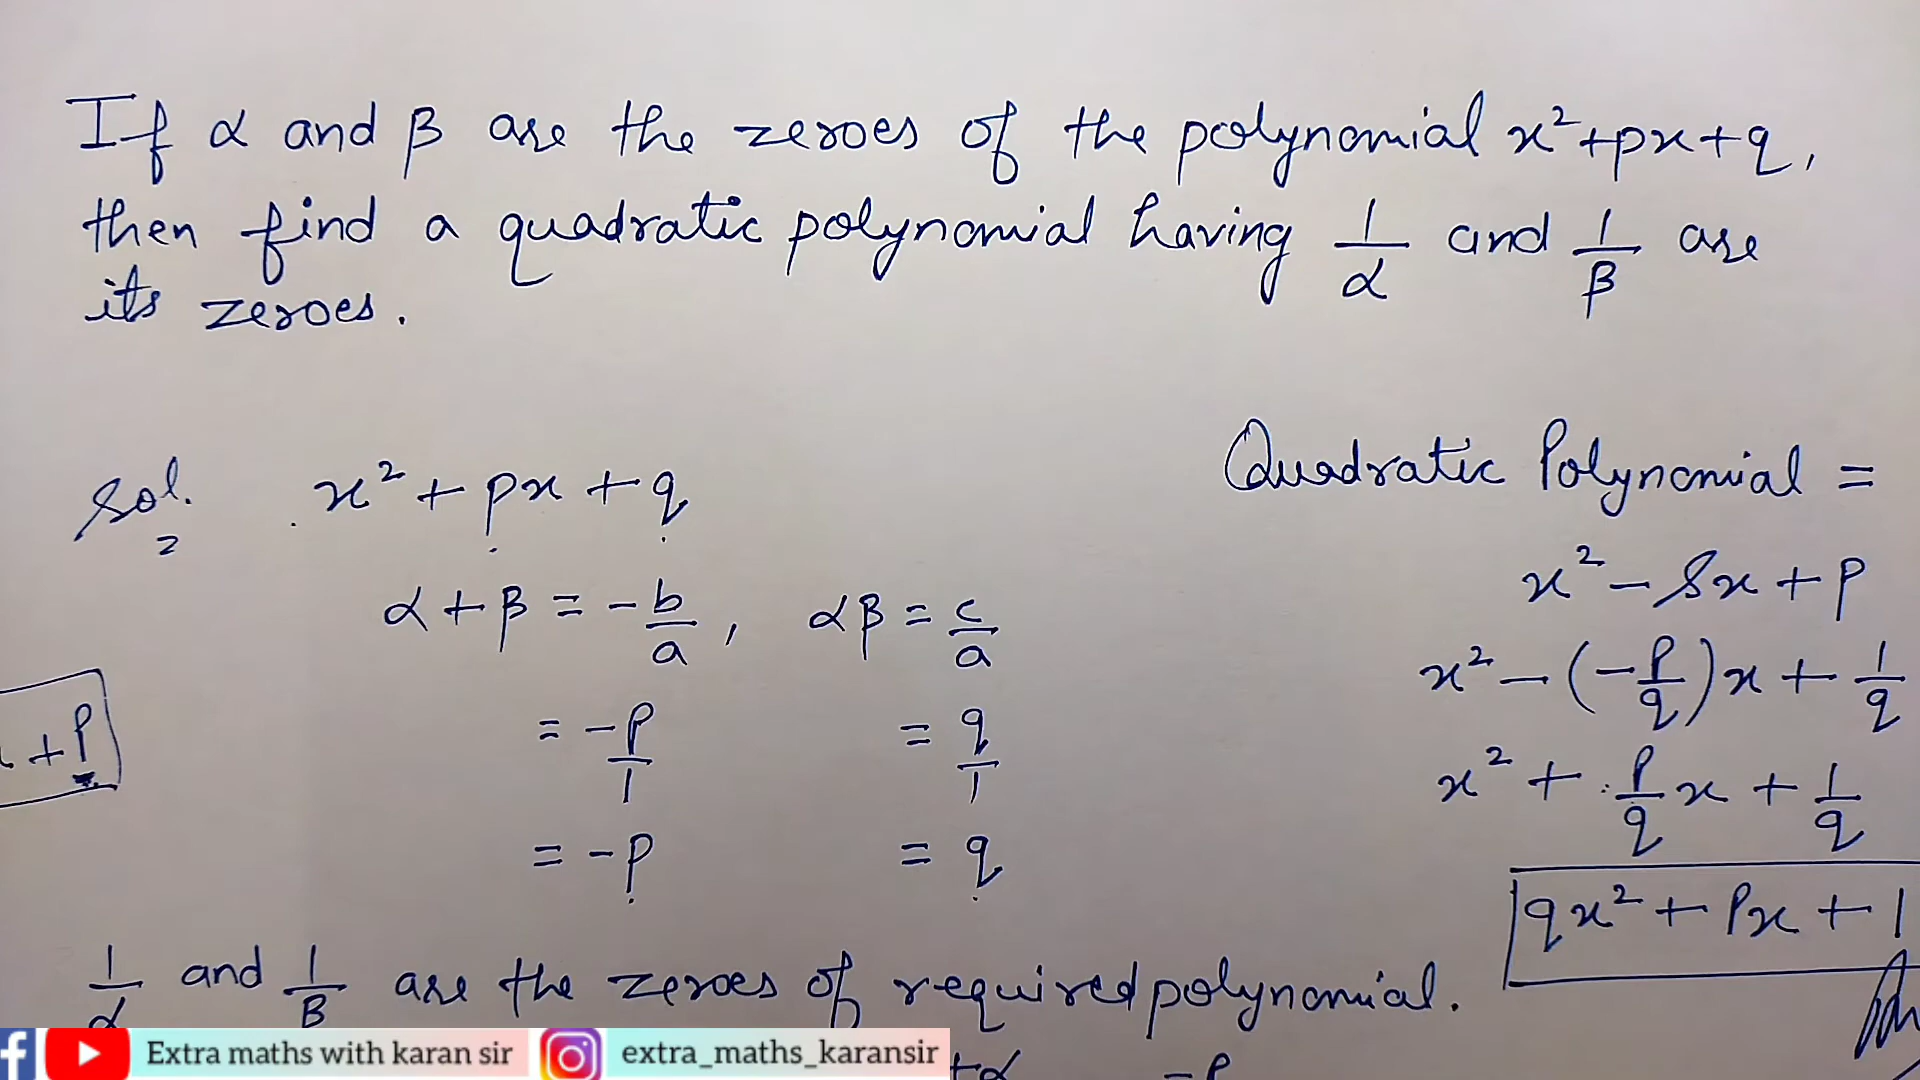 If α and β are the zeroes of the polynomial x²+px+q,
then find a quadratic polynomial having 1/α and 1/β are
its zeroes.
Sol. x² + px + q
α + β = -b/a, αβ = c/a
= -p/1 = q/1
= -p = q
+P
1/α and 1/β are the zeroes of required polynomial.
Quadratic Polynomial =
x² - Sx + P
x² - (-P/q)x + 1/q
x² + P/q x + 1/q
qx² + Px + 1
+α -P
Extra maths with karan sir
extra_maths_karansir